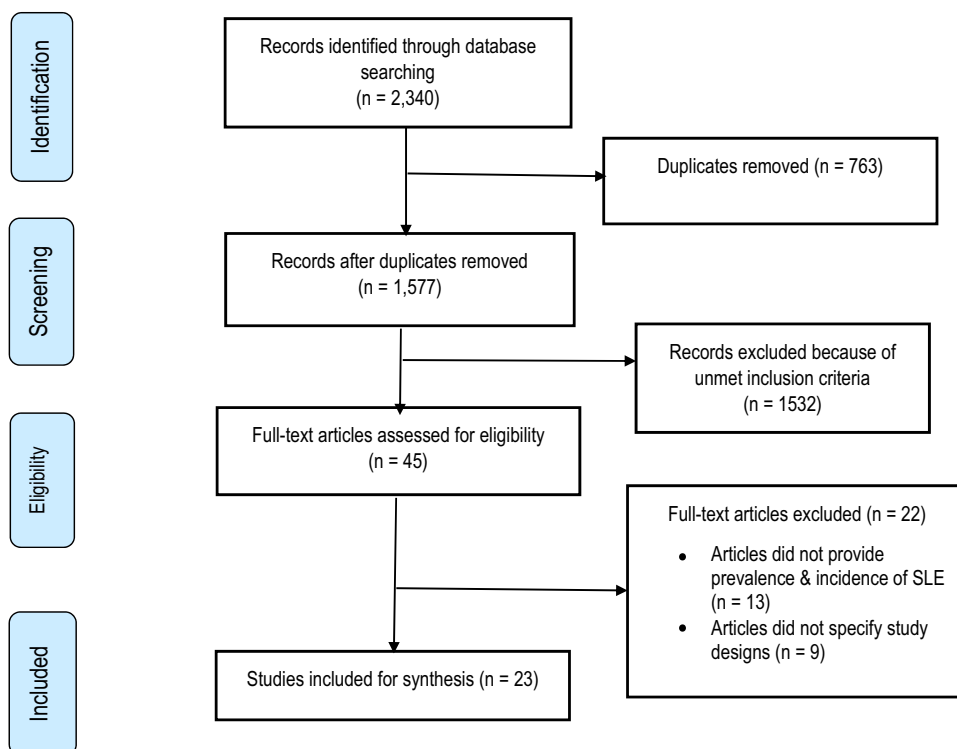 Identification
Records identified through database
searching
(n = 2,340)
Duplicates removed (n = 763)
Screening
Records after duplicates removed
(n = 1,577)
Records excluded because of
unmet inclusion criteria
(n = 1532)
Eligibility
Full-text articles assessed for eligibility
(n = 45)
Full-text articles excluded (n = 22)
• Articles did not provide
prevalence & incidence of SLE
(n = 13)
• Articles did not specify study
designs (n = 9)
Included
Studies included for synthesis (n = 23)